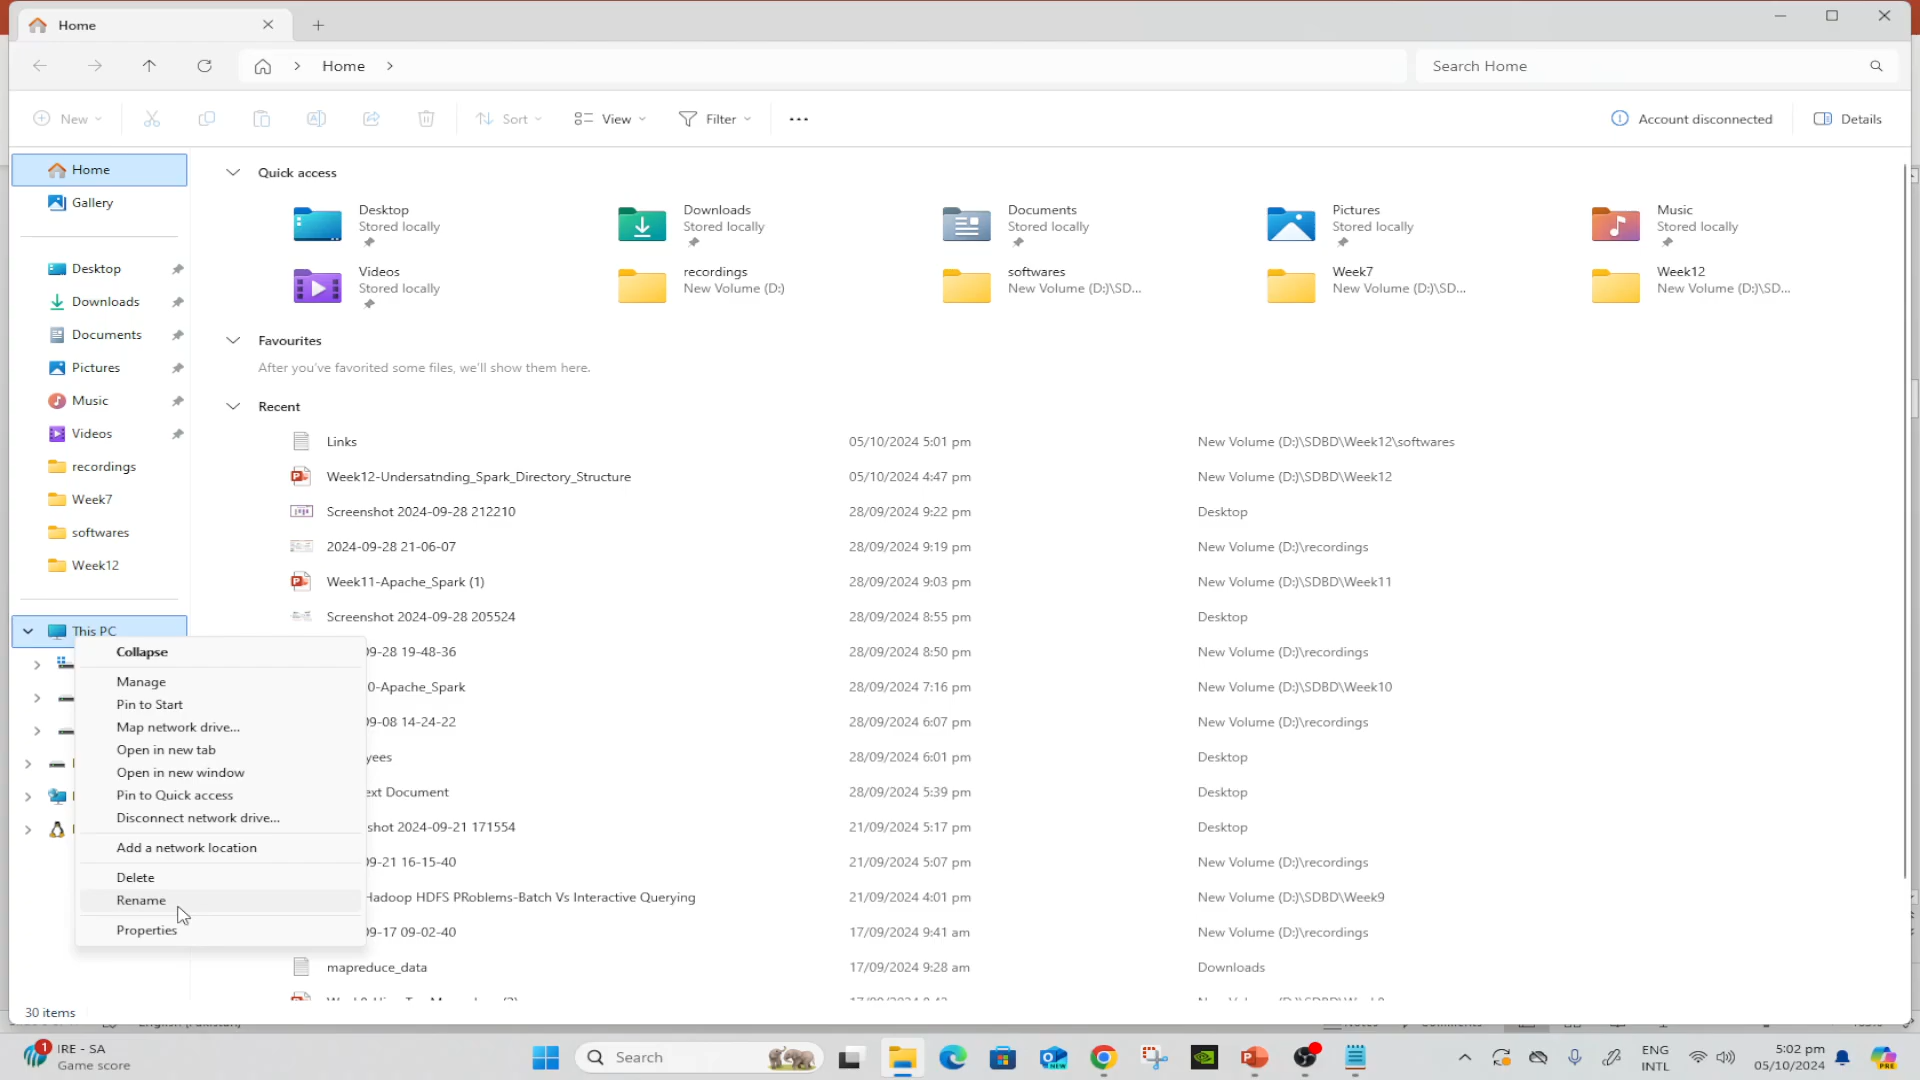 Home
Home
Search Home
New
Sort
View
Filter
Account disconnected
Details
Home
Gallery
Desktop
Downloads
Documents
Pictures
Music
Videos
recordings
Week7
softwares
Week12
This PC
Quick access
Desktop
Stored locally
Downloads
Stored locally
Documents
Stored locally
Pictures
Stored locally
Music
Stored locally
Videos
Stored locally
recordings
New Volume (D:)
softwares
New Volume (D:)\SD...
Week7
New Volume (D:)\SD...
Week12
New Volume (D:)\SD...
Favourites
After you've favorited some files, we'll show them here.
Recent
Links 05/10/2024 5:01 pm New Volume (D:)\SDBD\Week12\softwares
Week12-Undersatnding_Spark_Directory_Structure 05/10/2024 4:47 pm New Volume (D:)\SDBD\Week12
Screenshot 2024-09-28 212210 28/09/2024 9:22 pm Desktop
2024-09-28 21-06-07 28/09/2024 9:19 pm New Volume (D:)\recordings
Week11-Apache_Spark (1) 28/09/2024 9:03 pm New Volume (D:)\SDBD\Week11
Screenshot 2024-09-28 205524 28/09/2024 8:55 pm Desktop
09-28 19-48-36 28/09/2024 8:50 pm New Volume (D:)\recordings
0-Apache_Spark 28/09/2024 7:16 pm New Volume (D:)\SDBD\Week10
09-08 14-24-22 28/09/2024 6:07 pm New Volume (D:)\recordings
yees 28/09/2024 6:01 pm Desktop
ext Document 28/09/2024 5:39 pm Desktop
shot 2024-09-21 171554 21/09/2024 5:17 pm Desktop
09-21 16-15-40 21/09/2024 5:07 pm New Volume (D:)\recordings
Hadoop HDFS PRoblems-Batch Vs Interactive Querying 21/09/2024 4:01 pm New Volume (D:)\SDBD\Week9
09-17 09-02-40 17/09/2024 9:41 am New Volume (D:)\recordings
mapreduce_data 17/09/2024 9:28 am Downloads
Collapse
Manage
Pin to Start
Map network drive...
Open in new tab
Open in new window
Pin to Quick access
Disconnect network drive...
Add a network location
Delete
Rename
Properties
30 items
1
IRE - SA
Game score
Search
ENG
INTL
5:02 pm
05/10/2024
PRE